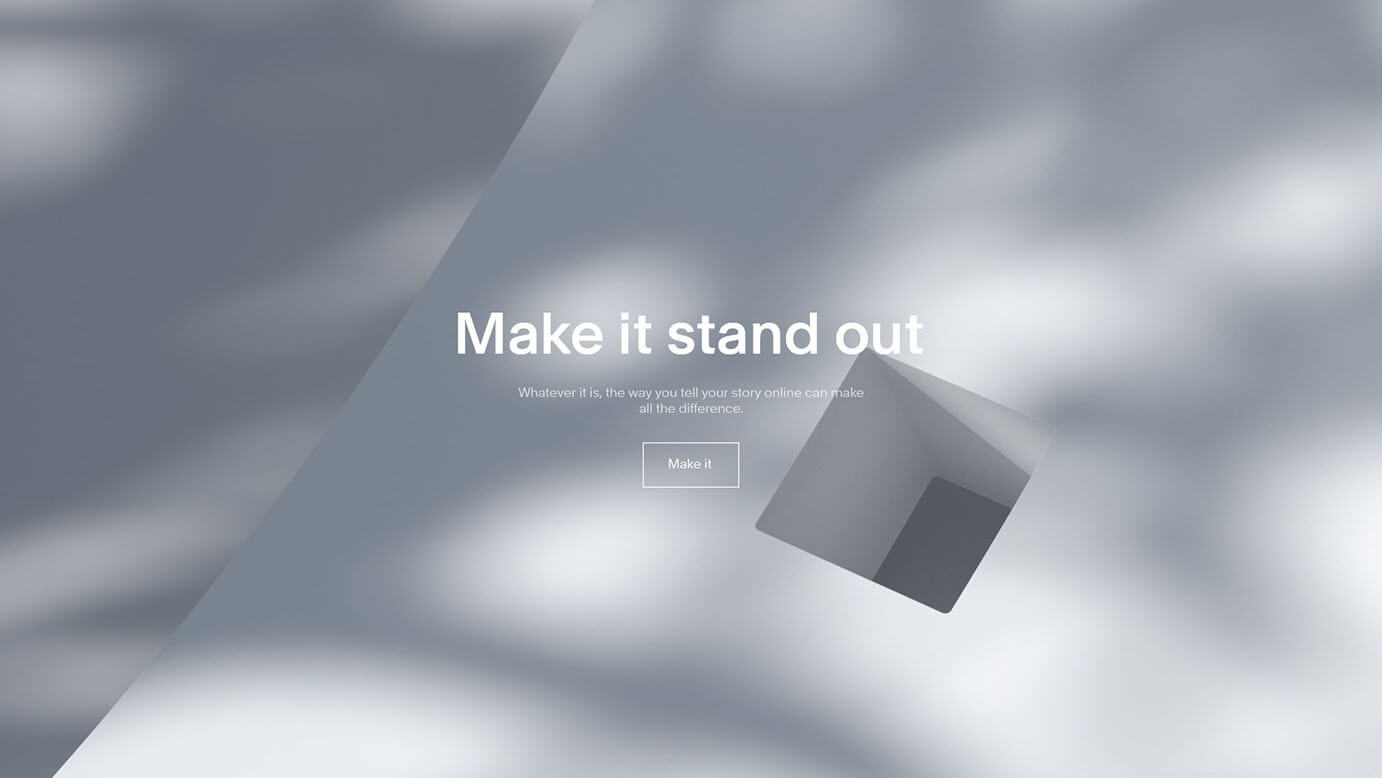 Make it stand out
Whatever it is, the way you tell your story online can make
all the difference.
Make it